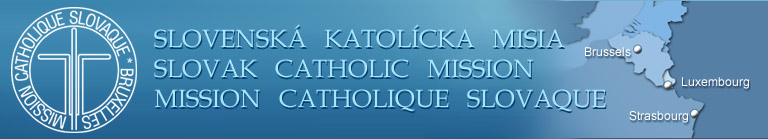 MISSION CATHOLIQUE SLOVAQUE * BRUXELLES *
SLOVENSKÁ KATOLÍCKA MISIA
SLOVAK CATHOLIC MISSION
MISSION CATHOLIQUE SLOVAQUE
Brussels
Luxembourg
Strasbourg